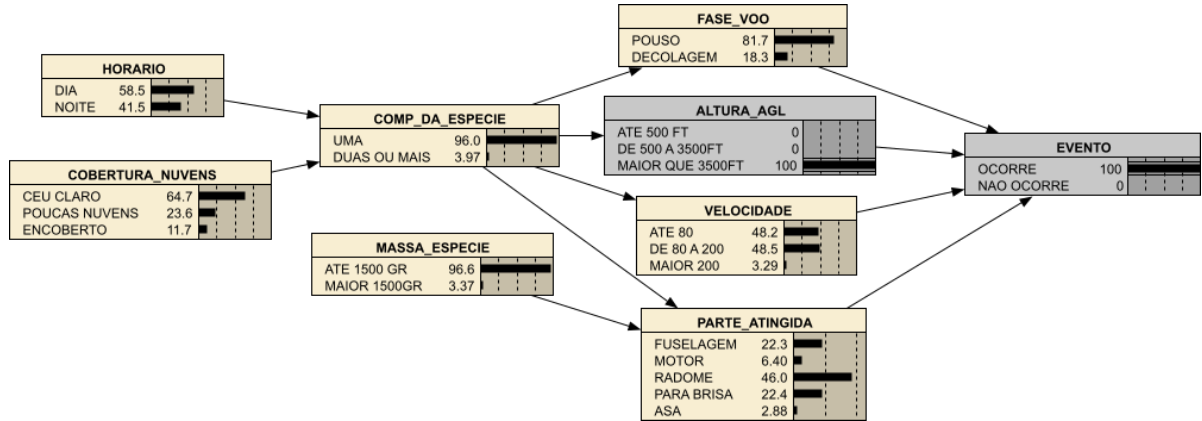 FASE_VOO
POUSO 81.7
DECOLAGEM 18.3
HORARIO
DIA 58.5
NOITE 41.5
COMP_DA_ESPECIE
UMA 96.0
DUAS OU MAIS 3.97
ALTURA_AGL
ATE 500 FT 0
DE 500 A 3500FT 0
MAIOR QUE 3500FT 100
EVENTO
OCORRE 100
NAO OCORRE 0
COBERTURA_NUVENS
CEU CLARO 64.7
POUCAS NUVENS 23.6
ENCOBERTO 11.7
VELOCIDADE
ATE 80 48.2
DE 80 A 200 48.5
MAIOR 200 3.29
MASSA_ESPECIE
ATE 1500 GR 96.6
MAIOR 1500GR 3.37
PARTE_ATINGIDA
FUSELAGEM 22.3
MOTOR 6.40
RADOME 46.0
PARA BRISA 22.4
ASA 2.88